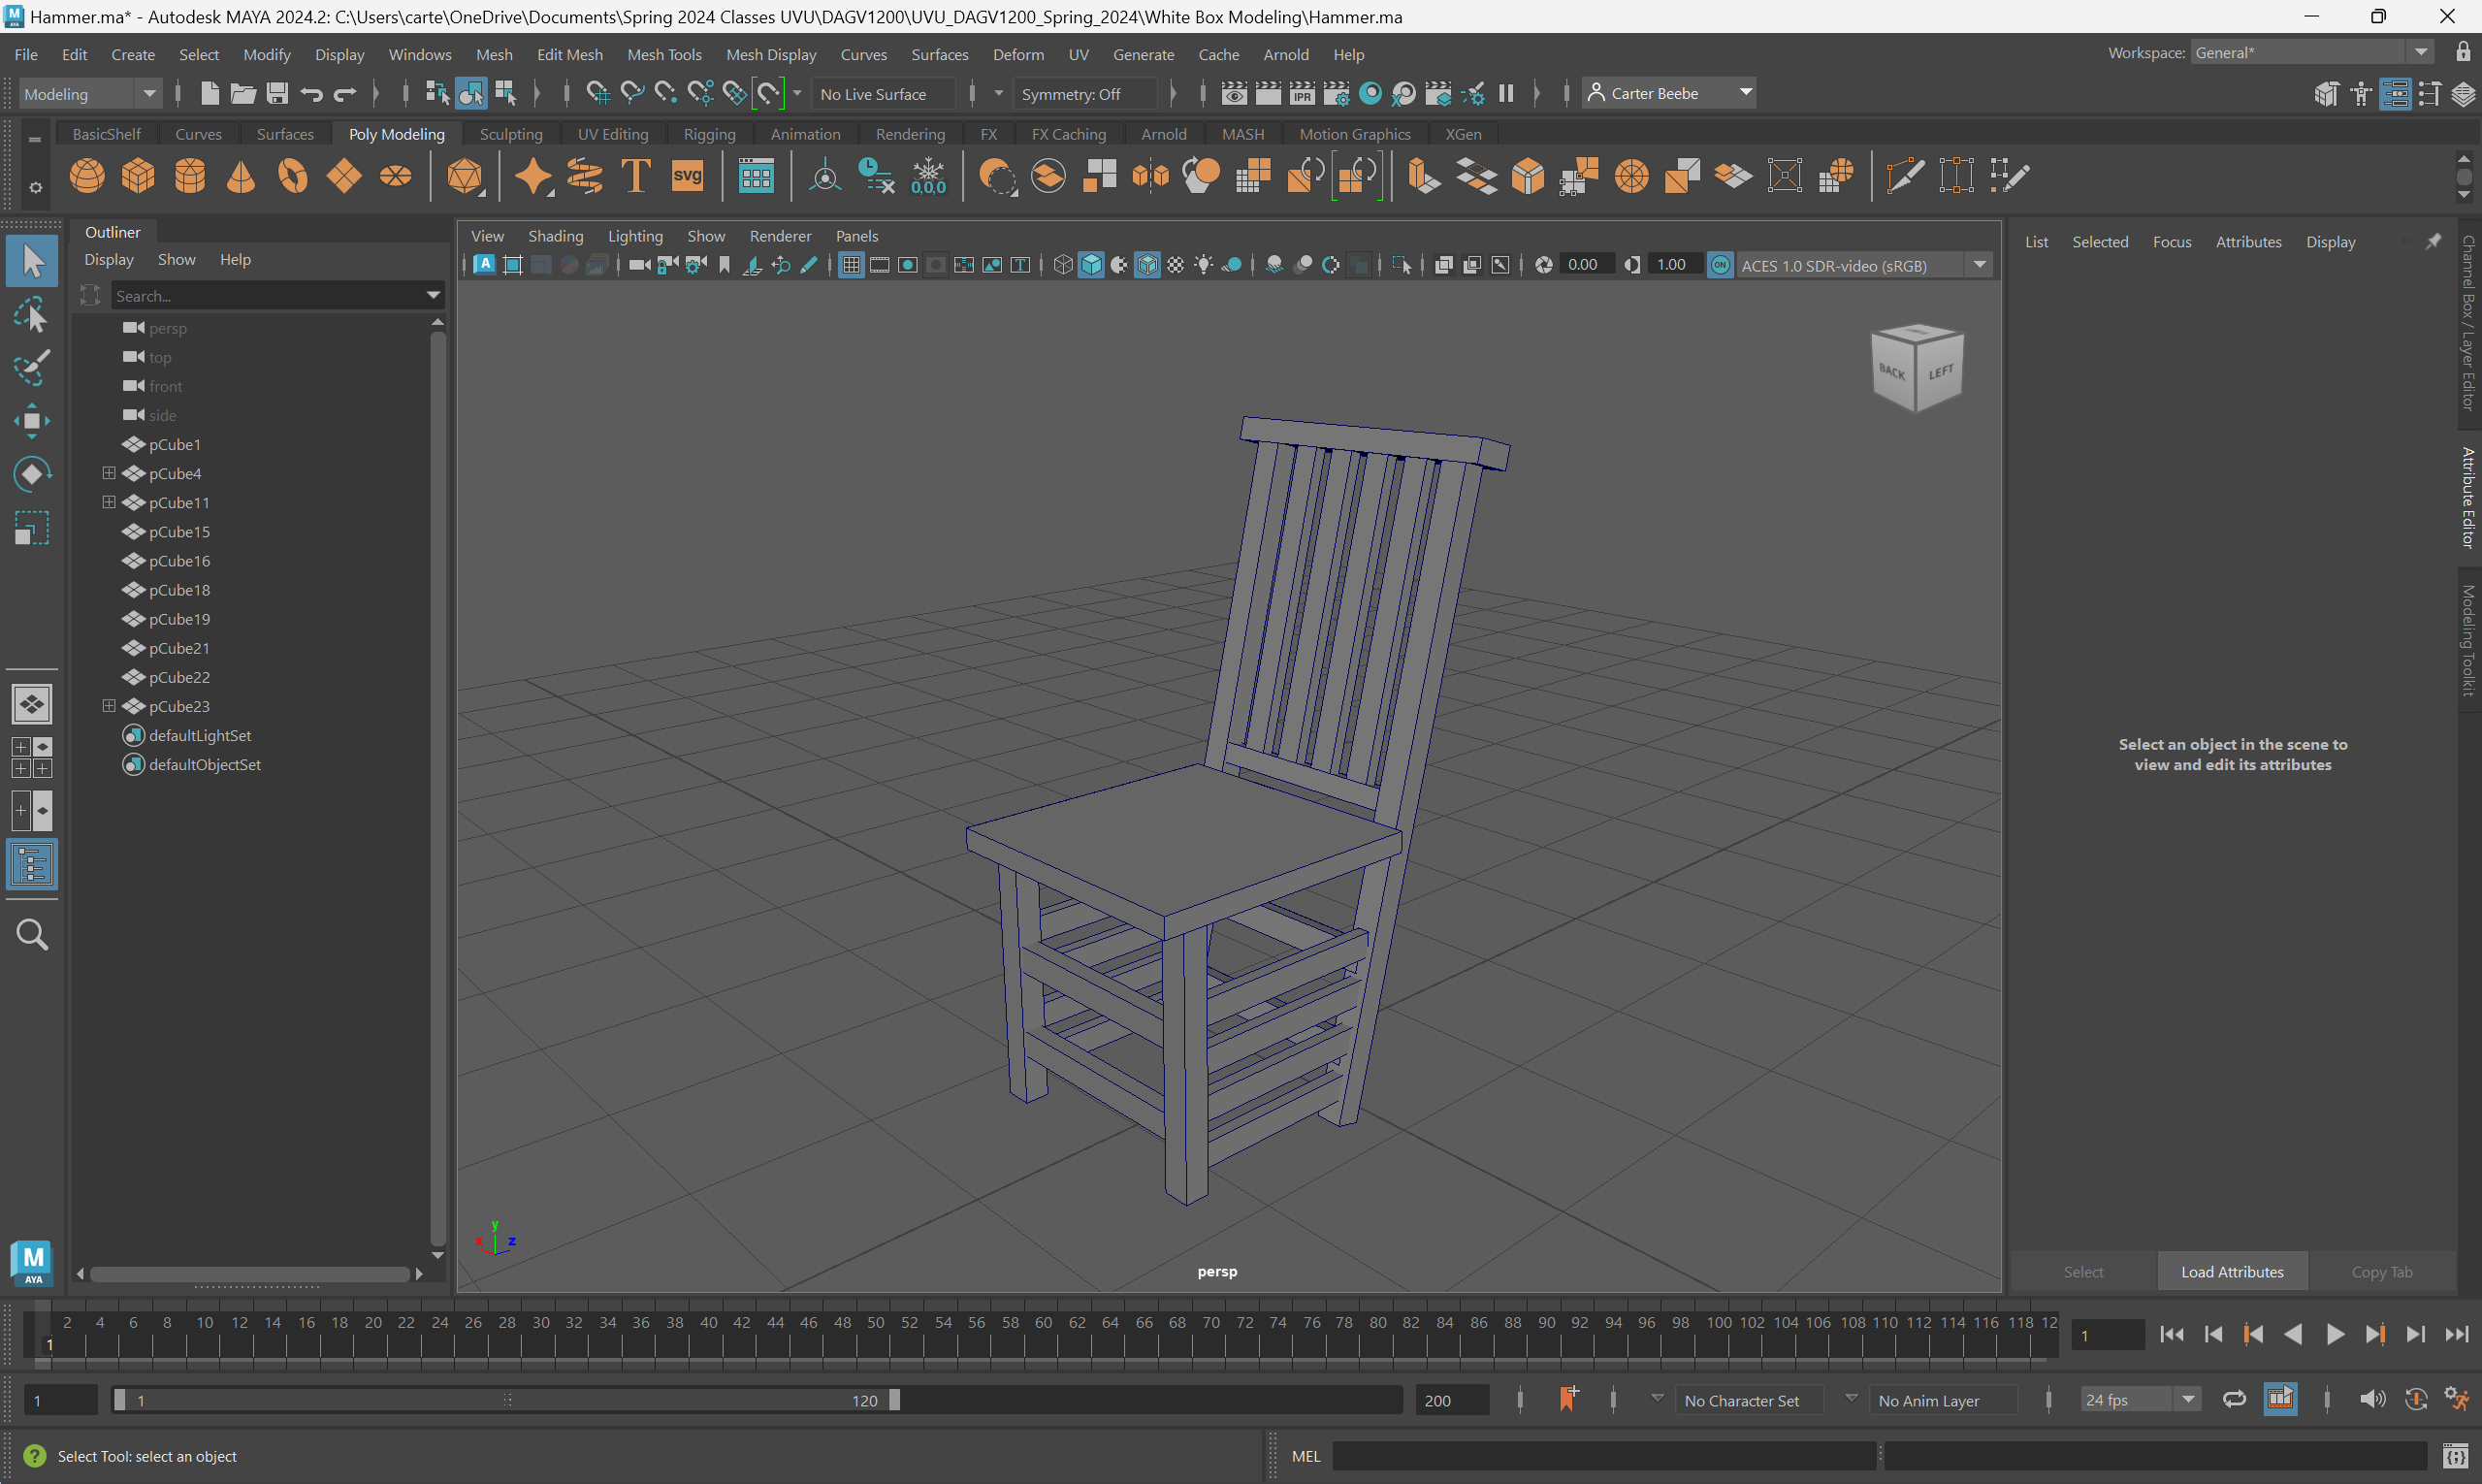 Hammer.ma* - Autodesk MAYA 2024.2: C:\Users\carte\OneDrive\Documents\Spring 2024 Classes UVU\DAGV1200\UVU_DAGV1200_Spring_2024\White Box Modeling\Hammer.ma
File Edit Create Select Modify Display Windows Mesh Edit Mesh Mesh Tools Mesh Display Curves Surfaces Deform UV Generate Cache Arnold Help
Workspace: General*
Modeling
No Live Surface
Symmetry: Off
IPR
Carter Beebe
BasicShelf Curves Surfaces Poly Modeling Sculpting UV Editing Rigging Animation Rendering FX FX Caching Arnold MASH Motion Graphics XGen
T
svg
0,0,0
Outliner
Display Show Help
Search...
persp
top
front
side
pCube1
pCube4
pCube11
pCube15
pCube16
pCube18
pCube19
pCube21
pCube22
pCube23
defaultLightSet
defaultObjectSet
View Shading Lighting Show Renderer Panels
0.00
1.00
ON
ACES 1.0 SDR-video (sRGB)
BACK
LEFT
y
x
z
persp
List Selected Focus Attributes Display
Select an object in the scene to
view and edit its attributes
Select
Load Attributes
Copy Tab
Channel Box / Layer Editor
Attribute Editor
Modeling Toolkit
M
AYA
2 4 6 8 10 12 14 16 18 20 22 24 26 28 30 32 34 36 38 40 42 44 46 48 50 52 54 56 58 60 62 64 66 68 70 72 74 76 78 80 82 84 86 88 90 92 94 96 98 100 102 104 106 108 110 112 114 116 118 12
1
1
1
1
120
200
No Character Set
No Anim Layer
24 fps
Select Tool: select an object
MEL